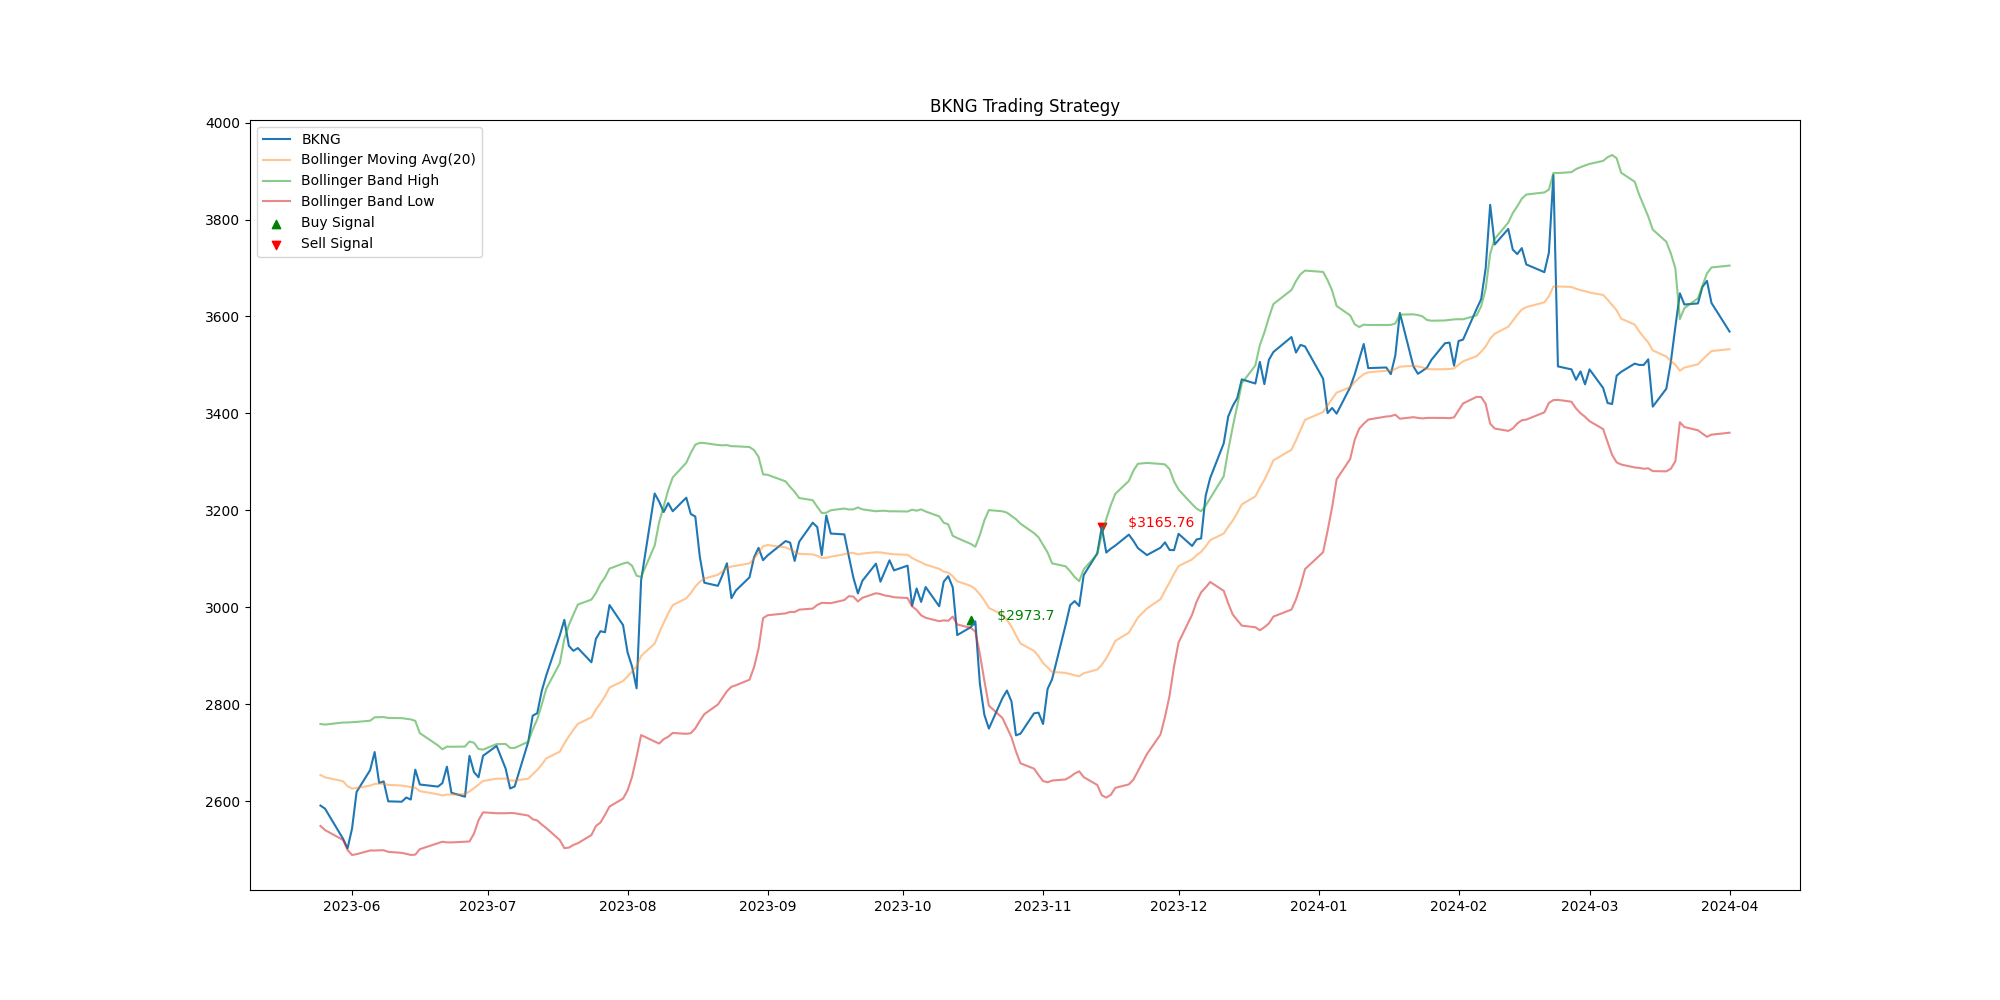 BKNG Trading Strategy
4000
3800
3600
3400
3200
3000
2800
2600
BKNG
Bollinger Moving Avg(20)
Bollinger Band High
Bollinger Band Low
Buy Signal
Sell Signal
$3165.76
$2973.7
2023-06 2023-07 2023-08 2023-09 2023-10 2023-11 2023-12 2024-01 2024-02 2024-03 2024-04